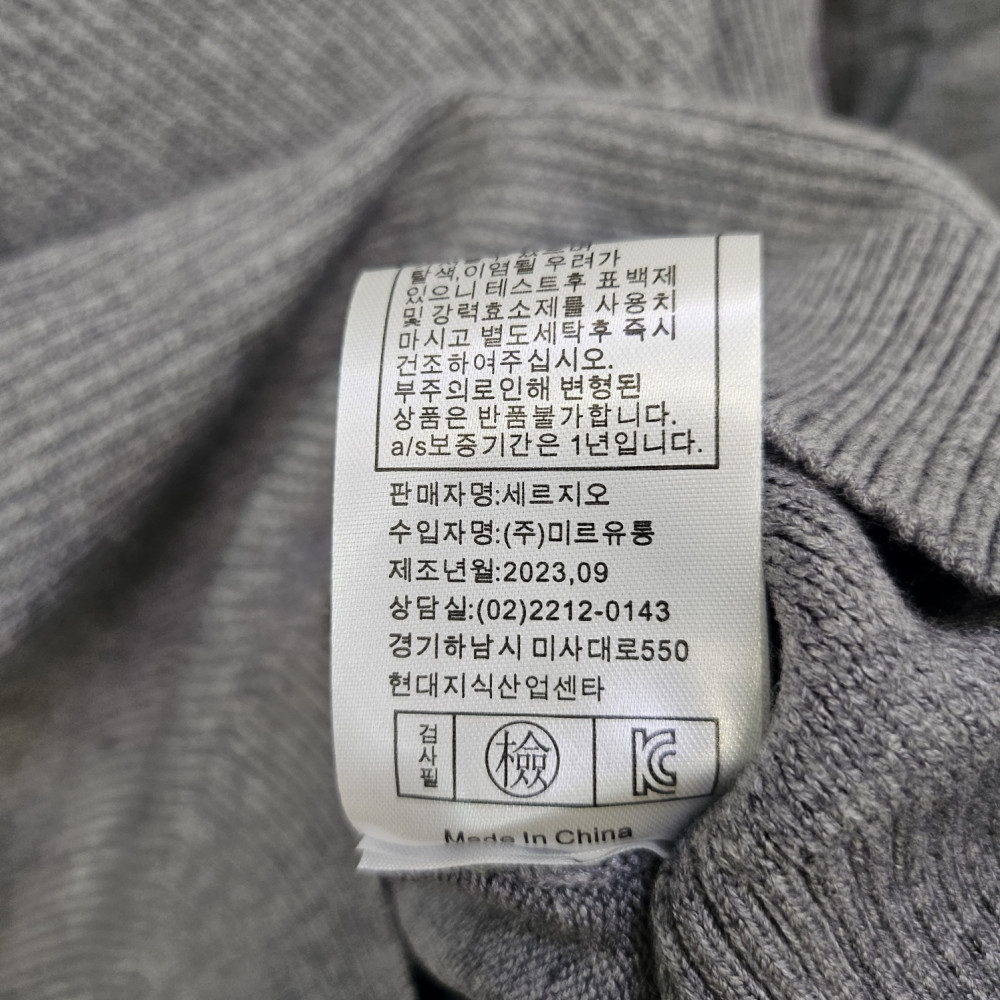 탈색,이염될 우려가
있으니 테스트후 표백제
및 강력효소제를 사용치
마시고 별도세탁후 즉시
건조하여주십시오.
부주의로인해 변형된
상품은 반품불가합니다.
a/s보증기간은 1년입니다.
판매자명:세르지오
수입자명:(주)미르유통
제조년월:2023,09
상담실:(02)2212-0143
경기하남시 미사대로550
현대지식산업센타
검사필 檢 KC
Made In China